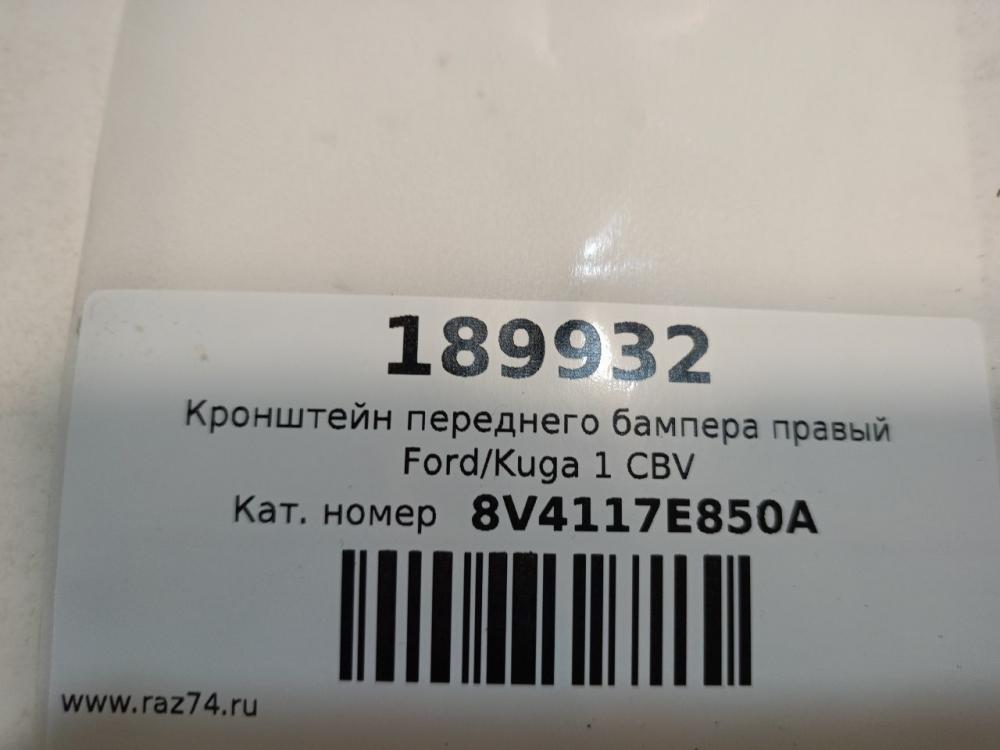 189932
Кронштейн переднего бампера правый
Ford/Kuga 1 CBV
Кат. номер 8V4117E850A
www.raz74.ru